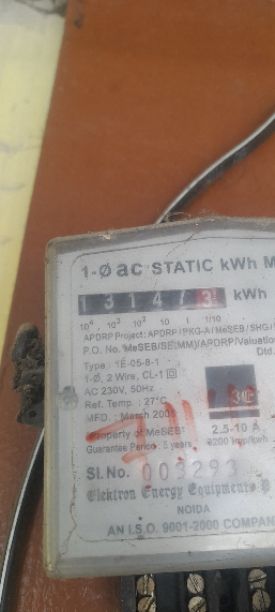 1-Ø ac STATIC kWh M
1 3 1 4 7 3 kWh
10⁴ 10³ 10² 10 1 1/10
APDRP Project: APDRP/PKG-A/MeSEB/SHG/
P.O. No. MeSEB/SE(MM)/APDRP/Valuation
Dtd.
Type 1E-05-8-1
1-Ø, 2 Wire, CL-1
AC 230V, 50Hz
Ref. Temp. : 27°C
MFD. : March
2.5-10 A
Property of MeSEB
3200 imp/kwh
Guarantee Period : 5 years
Sl.No. 003293
Elektron Energy Equipments P
NOIDA
AN I.S.O. 9001-2000 COMPAN